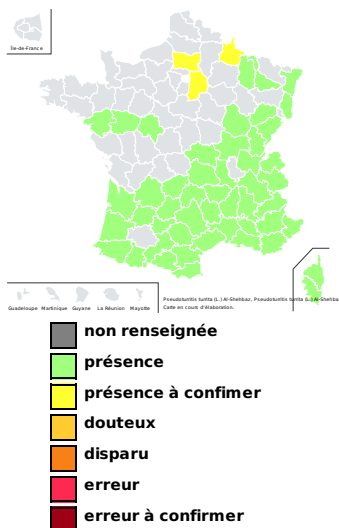 Île-de-France
Guadeloupe Martinique Guyane La Réunion Mayotte
Pseudoturritis turrita (L.) Al-Shehbaz, Pseudoturritis turrita (L.) Al-Shehbaz
Carte en cours d'élaboration.
non renseignée
présence
présence à confimer
douteux
disparu
erreur
erreur à confirmer